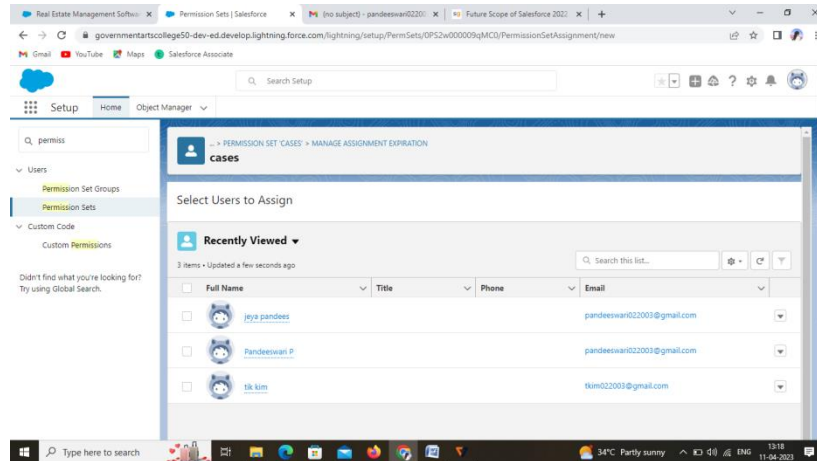 Real Estate Management Softwa
Permission Sets | Salesforce
(no subject) - pandeeswari02200
Future Scope of Salesforce 2022
governmentartscollege50-dev-ed.develop.lightning.force.com/lightning/setup/PermSets/0PS2w000009qMC0/PermissionSetAssignment/new
Gmail YouTube Maps Salesforce Associate
Search Setup
Setup Home Object Manager
permiss
Users
Permission Set Groups
Permission Sets
Custom Code
Custom Permissions
Didn't find what you're looking for?
Try using Global Search.
... > PERMISSION SET 'CASES' > MANAGE ASSIGNMENT EXPIRATION
cases
Select Users to Assign
Recently Viewed
3 items • Updated a few seconds ago
Search this list...
Full Name Title Phone Email
jeya pandees pandeeswari022003@gmail.com
Pandeeswari P pandeeswari022003@gmail.com
tik kim tkim022003@gmail.com
Type here to search
34°C Partly sunny
ENG
13:18
11-04-2023